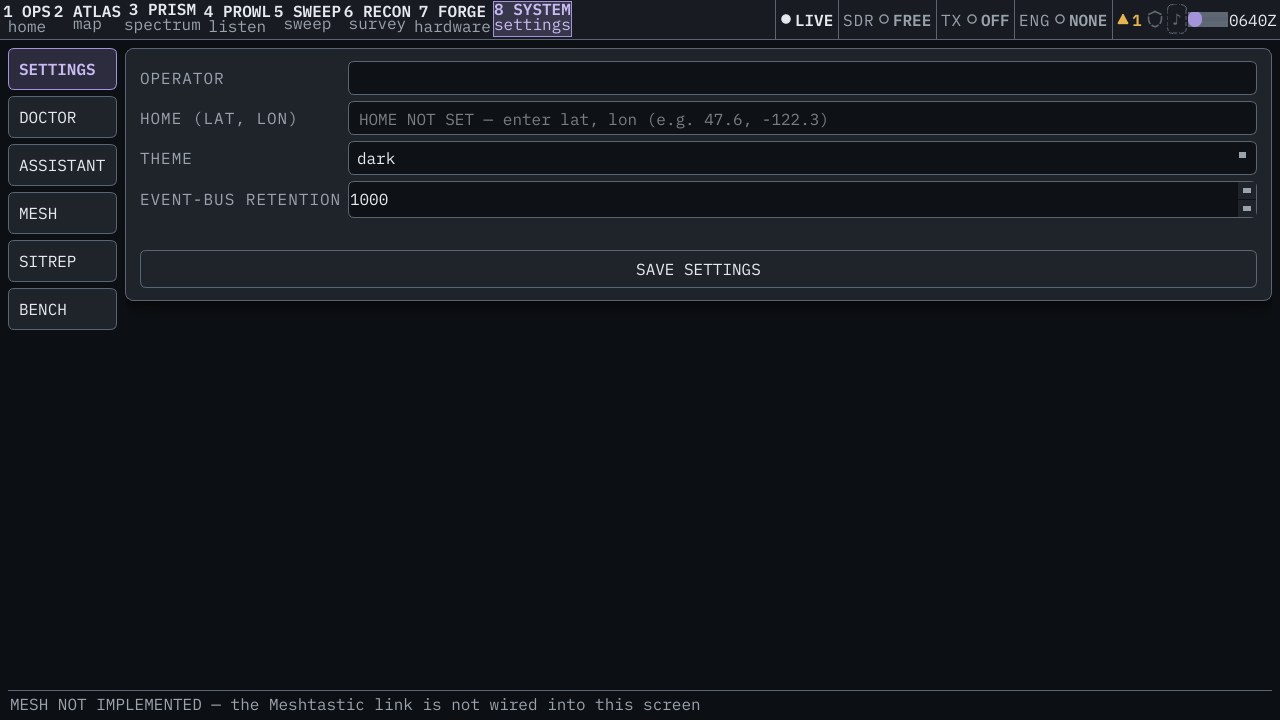 1 OPS 2 ATLAS 3 PRISM 4 PROWL 5 SWEEP 6 RECON 7 FORGE 8 SYSTEM
home map spectrum listen sweep survey hardware settings
LIVE SDR FREE TX OFF ENG NONE 1 ♪ 0640Z
SETTINGS
DOCTOR
ASSISTANT
MESH
SITREP
BENCH
OPERATOR
HOME (LAT, LON) HOME NOT SET — enter lat, lon (e.g. 47.6, -122.3)
THEME dark
EVENT-BUS RETENTION 1000
SAVE SETTINGS
MESH NOT IMPLEMENTED — the Meshtastic link is not wired into this screen